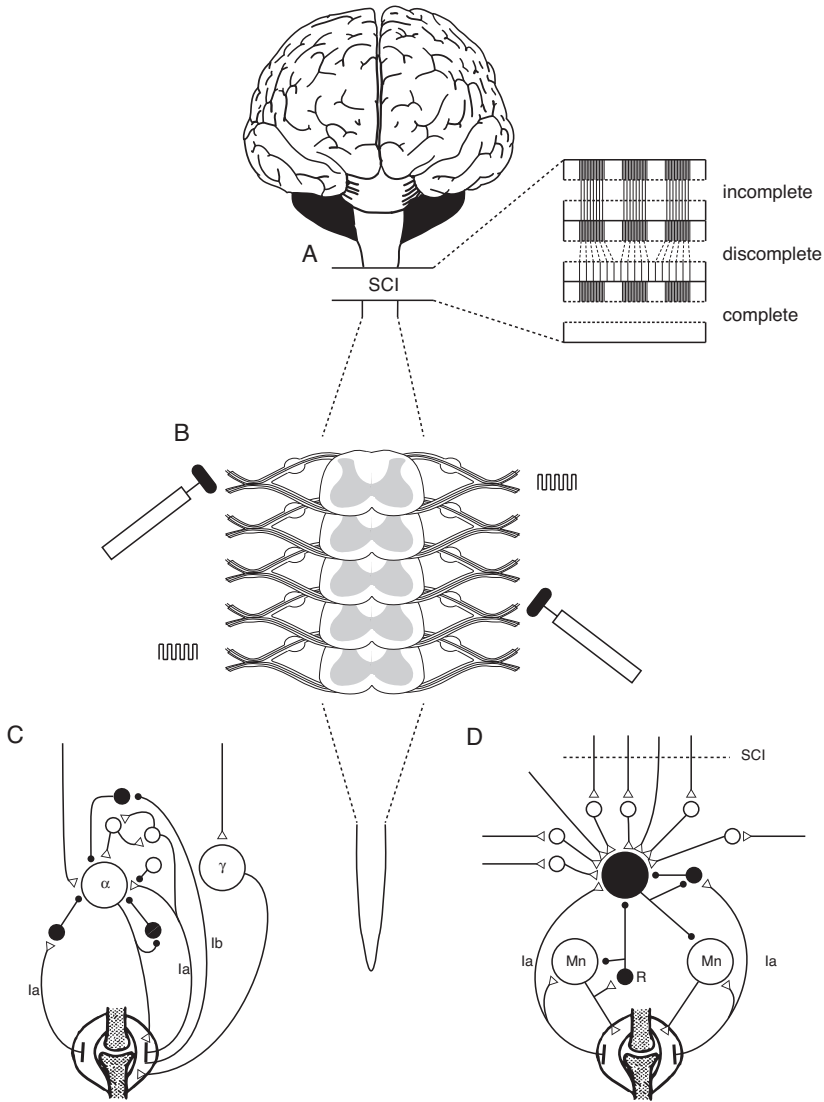 A
SCI
incomplete
discomplete
complete
B
C
α
γ
Ib
Ia
Ia
D
SCI
Ia
Mn
R
Mn
Ia